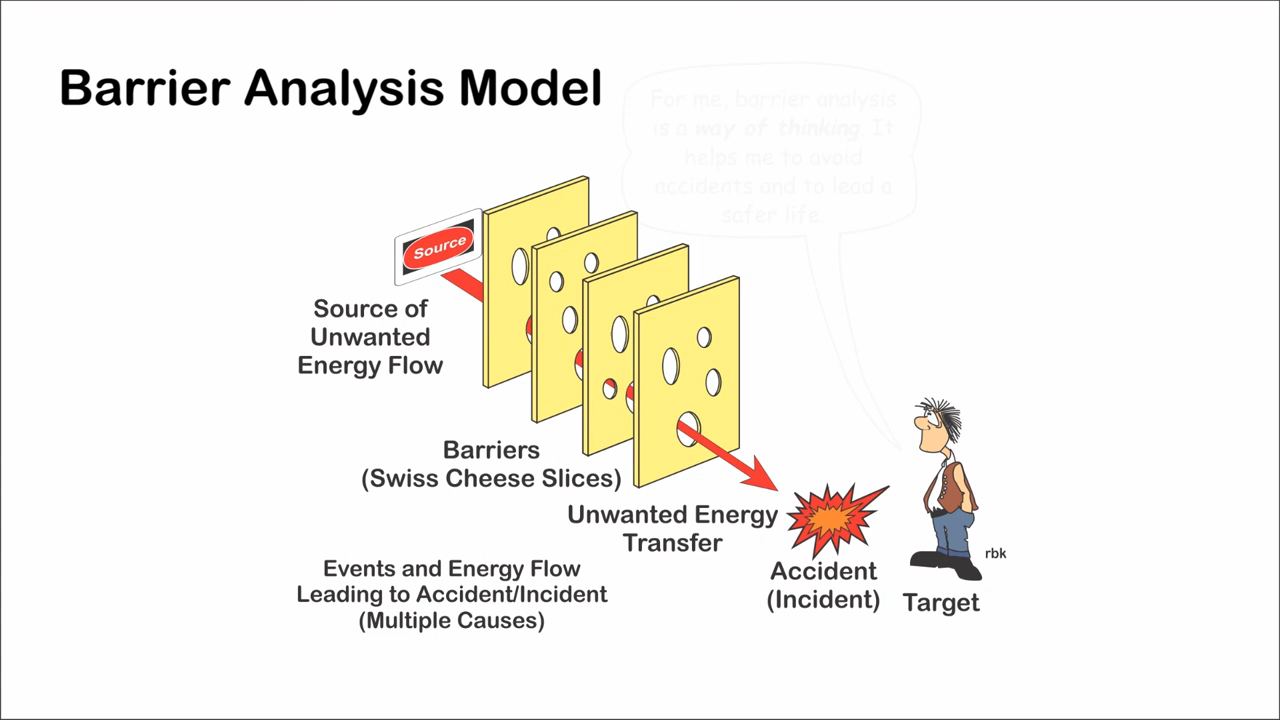 Barrier Analysis Model
For me, barrier analysis
is a way of thinking. It
helps me to avoid
accidents and to lead a
safer life.
Source
Source of
Unwanted
Energy Flow
Barriers
(Swiss Cheese Slices)
Unwanted Energy
Transfer
Events and Energy Flow
Leading to Accident/Incident
(Multiple Causes)
Accident
(Incident)
Target
rbk